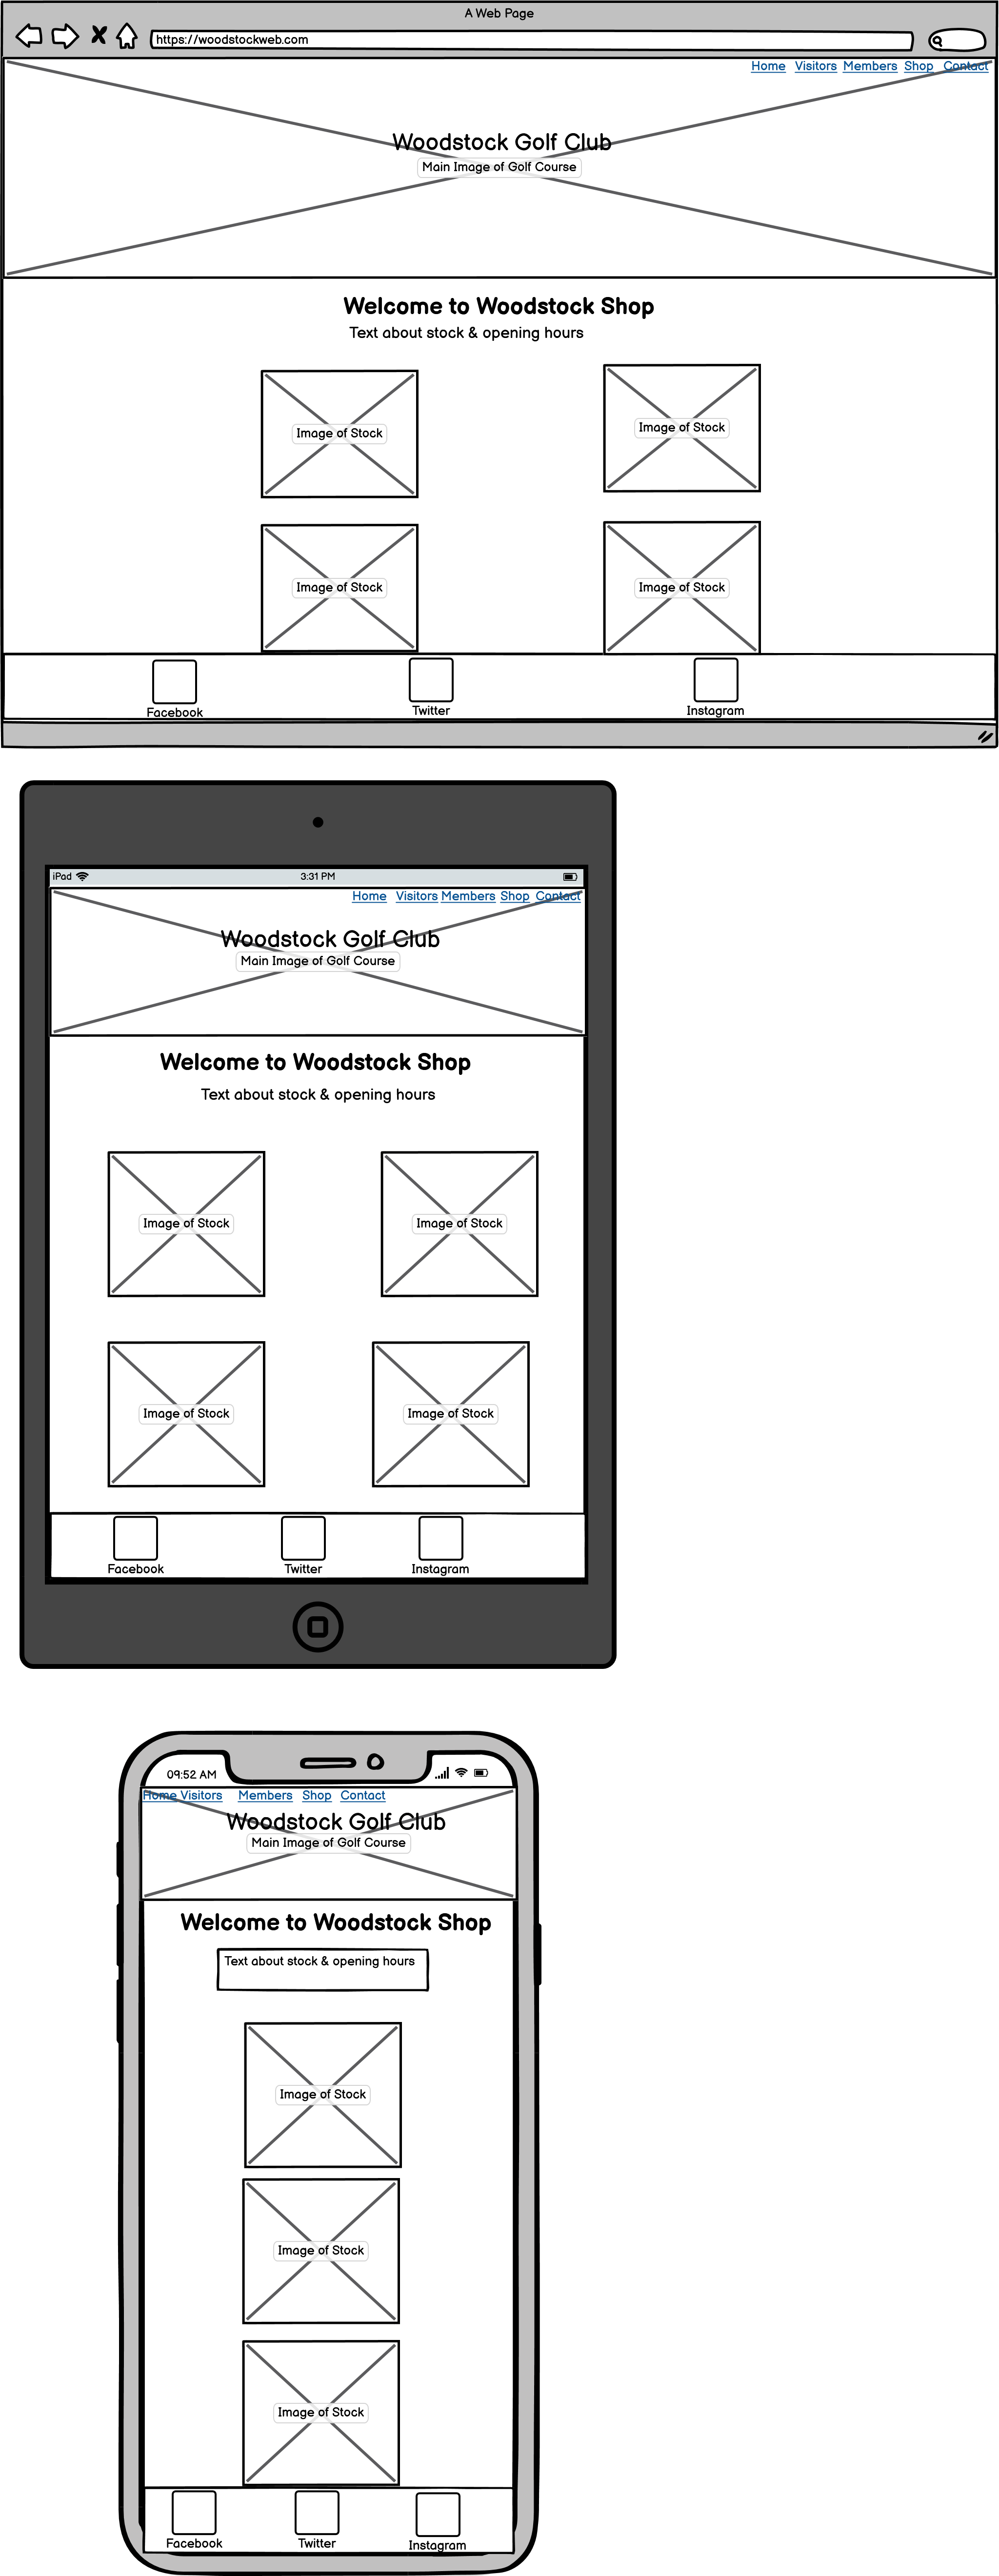 A Web Page
https://woodstockweb.com
Home Visitors Members Shop Contact
Woodstock Golf Club
Main Image of Golf Course
Welcome to Woodstock Shop
Text about stock & opening hours
Image of Stock Image of Stock
Image of Stock Image of Stock
Facebook Twitter Instagram
iPad 3:31 PM
Home Visitors Members Shop Contact
Woodstock Golf Club
Main Image of Golf Course
Welcome to Woodstock Shop
Text about stock & opening hours
Image of Stock Image of Stock
Image of Stock Image of Stock
Facebook Twitter Instagram
09:52 AM
Home Visitors Members Shop Contact
Woodstock Golf Club
Main Image of Golf Course
Welcome to Woodstock Shop
Text about stock & opening hours
Image of Stock
Image of Stock
Image of Stock
Facebook Twitter Instagram